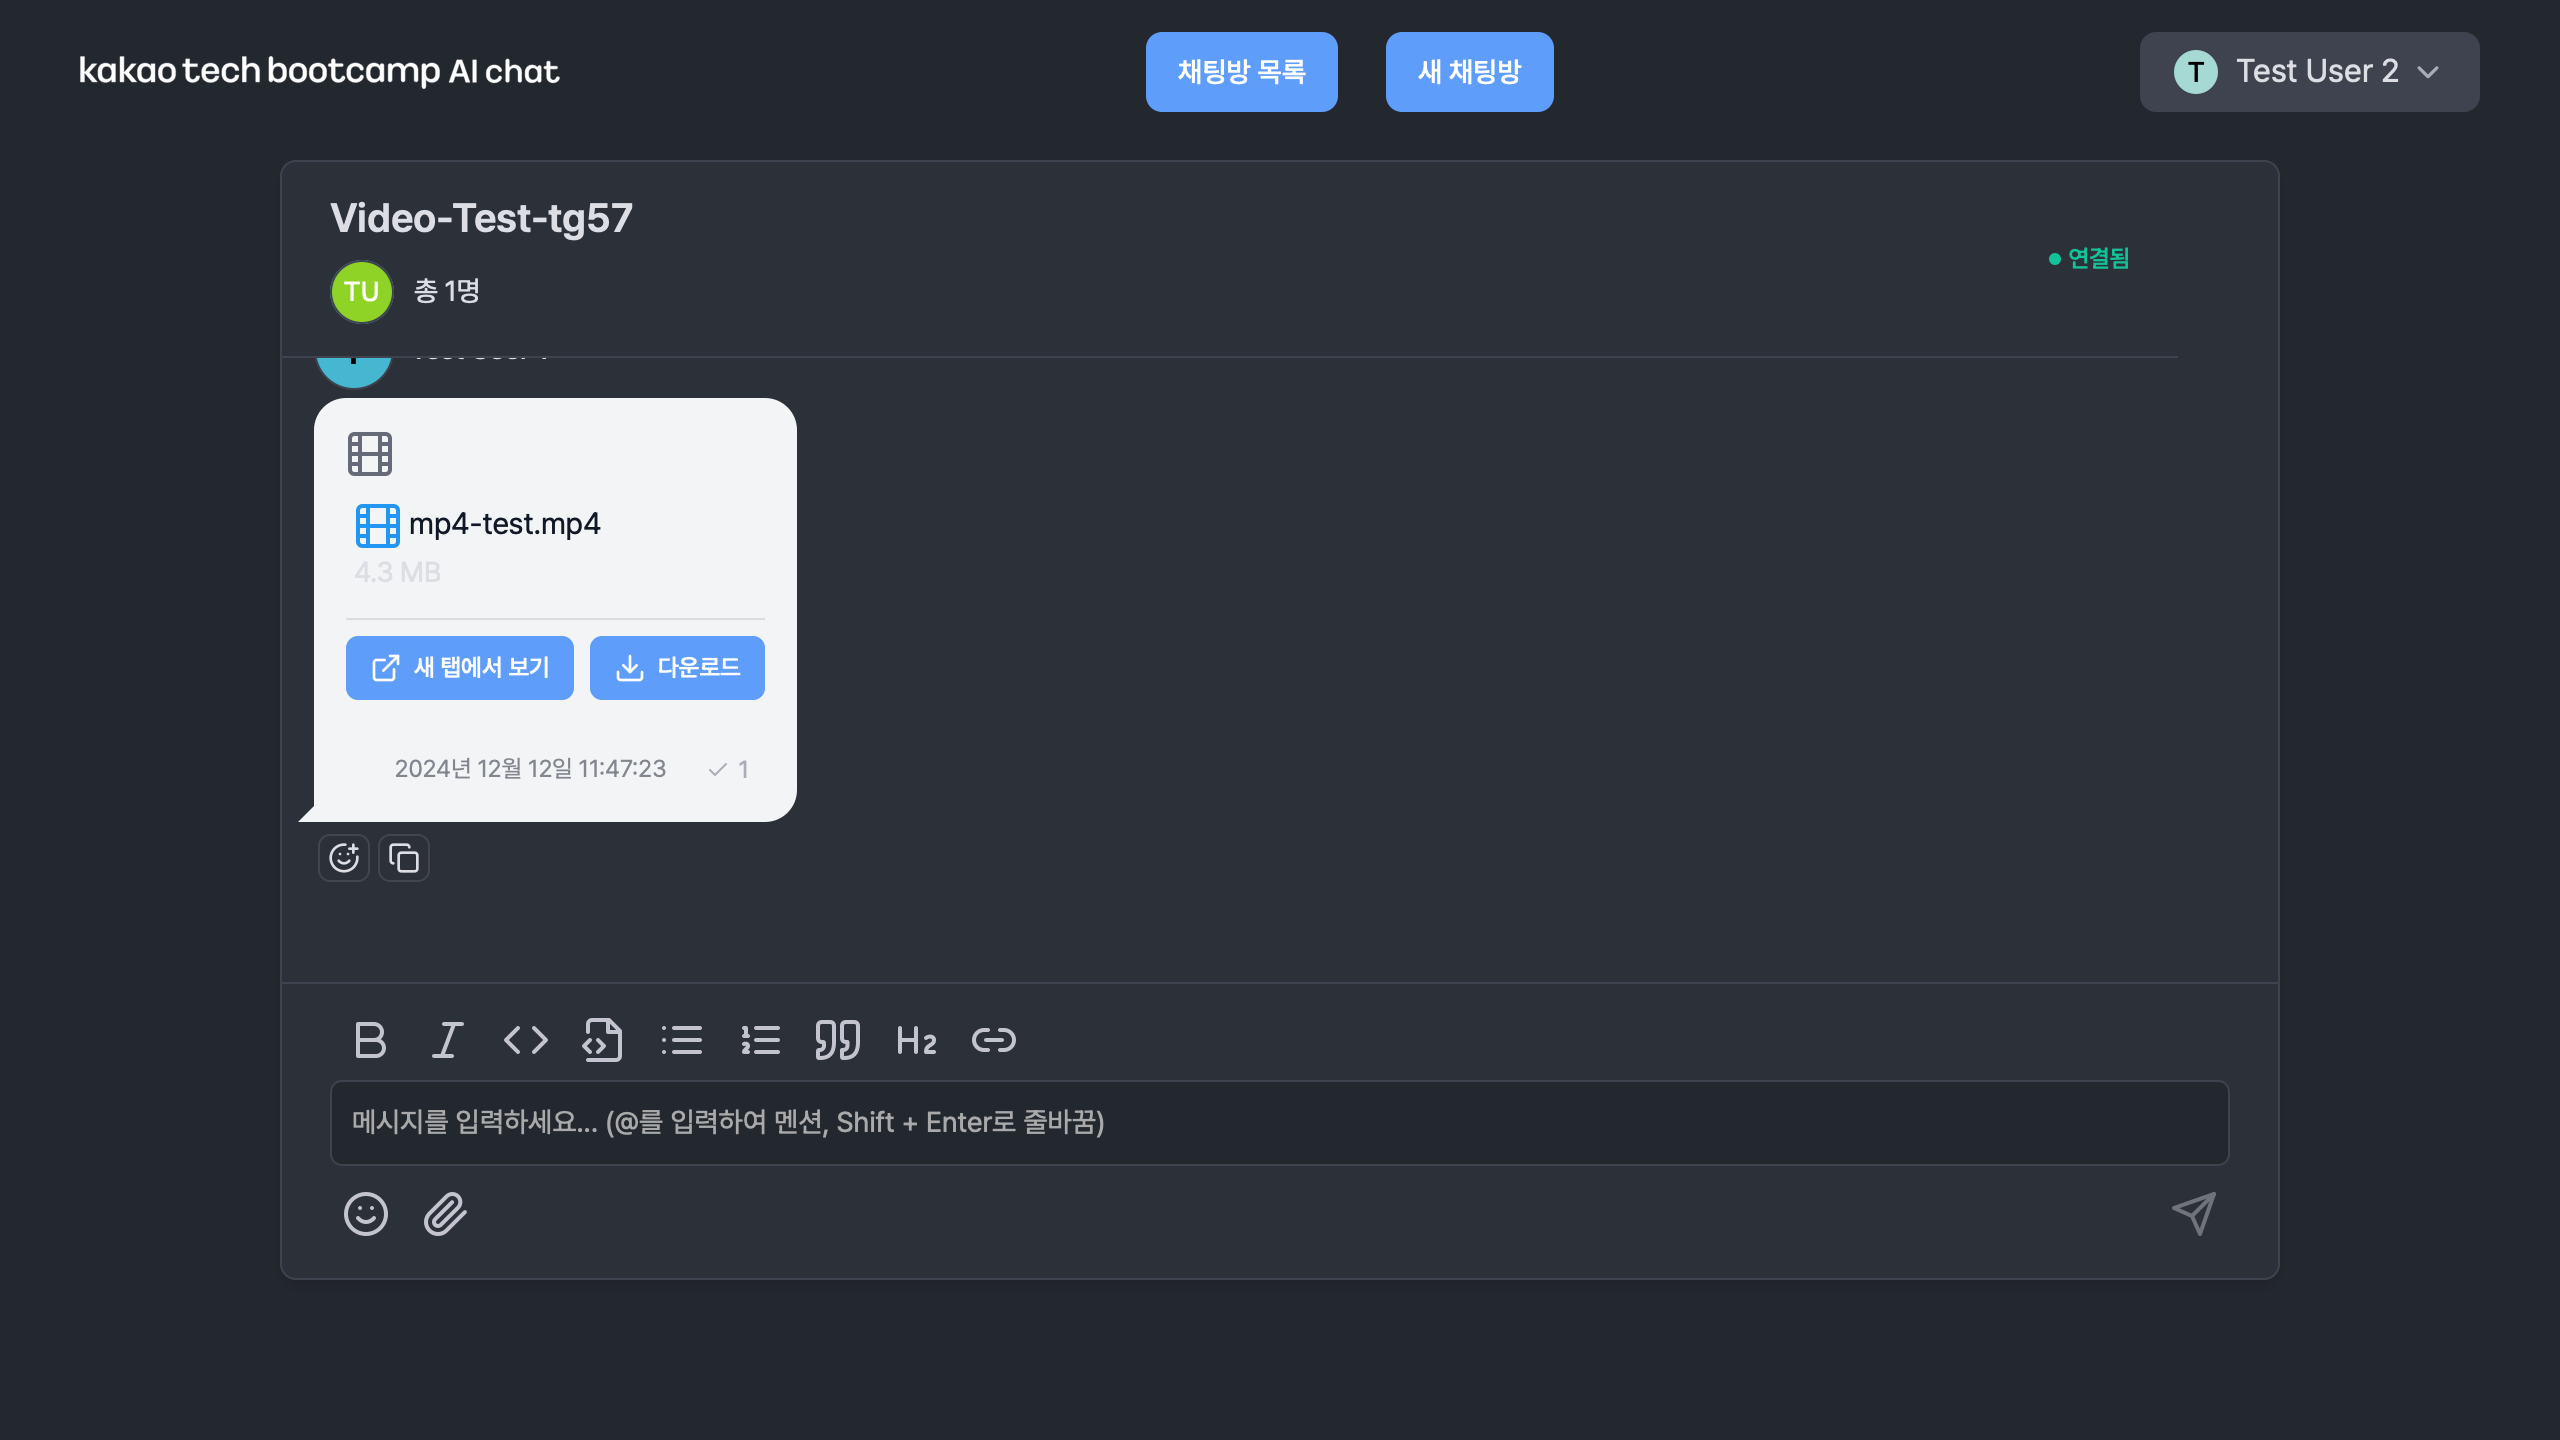 kakao tech bootcamp AI chat
채팅방 목록
새 채팅방
T
Test User 2
Video-Test-tg57
TU
총 1명
연결됨
mp4-test.mp4
4.3 MB
새 탭에서 보기
다운로드
2024년 12월 12일 11:47:23
1
메시지를 입력하세요... (@를 입력하여 멘션, Shift + Enter로 줄바꿈)